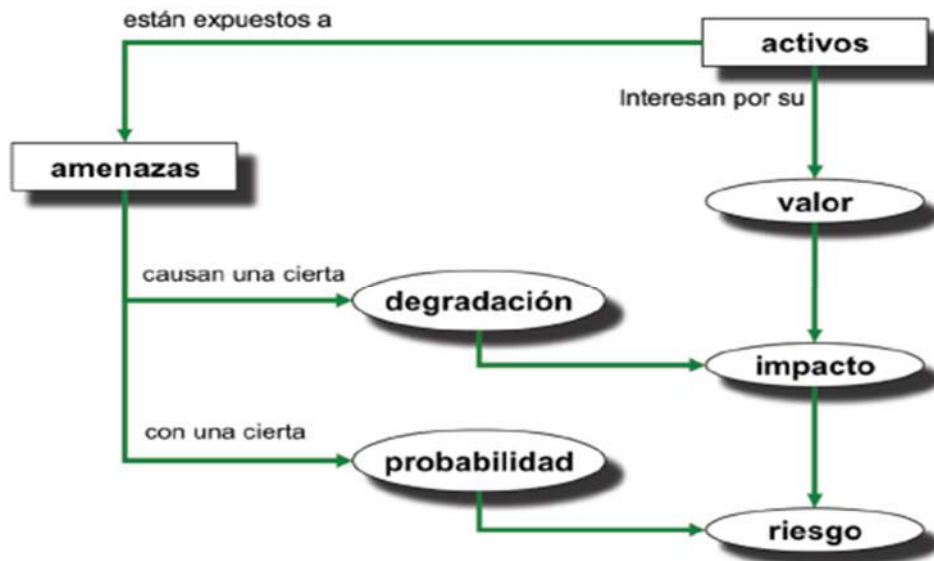 están expuestos a
activos
Interesan por su
amenazas
valor
causan una cierta
degradación
impacto
con una cierta
probabilidad
riesgo